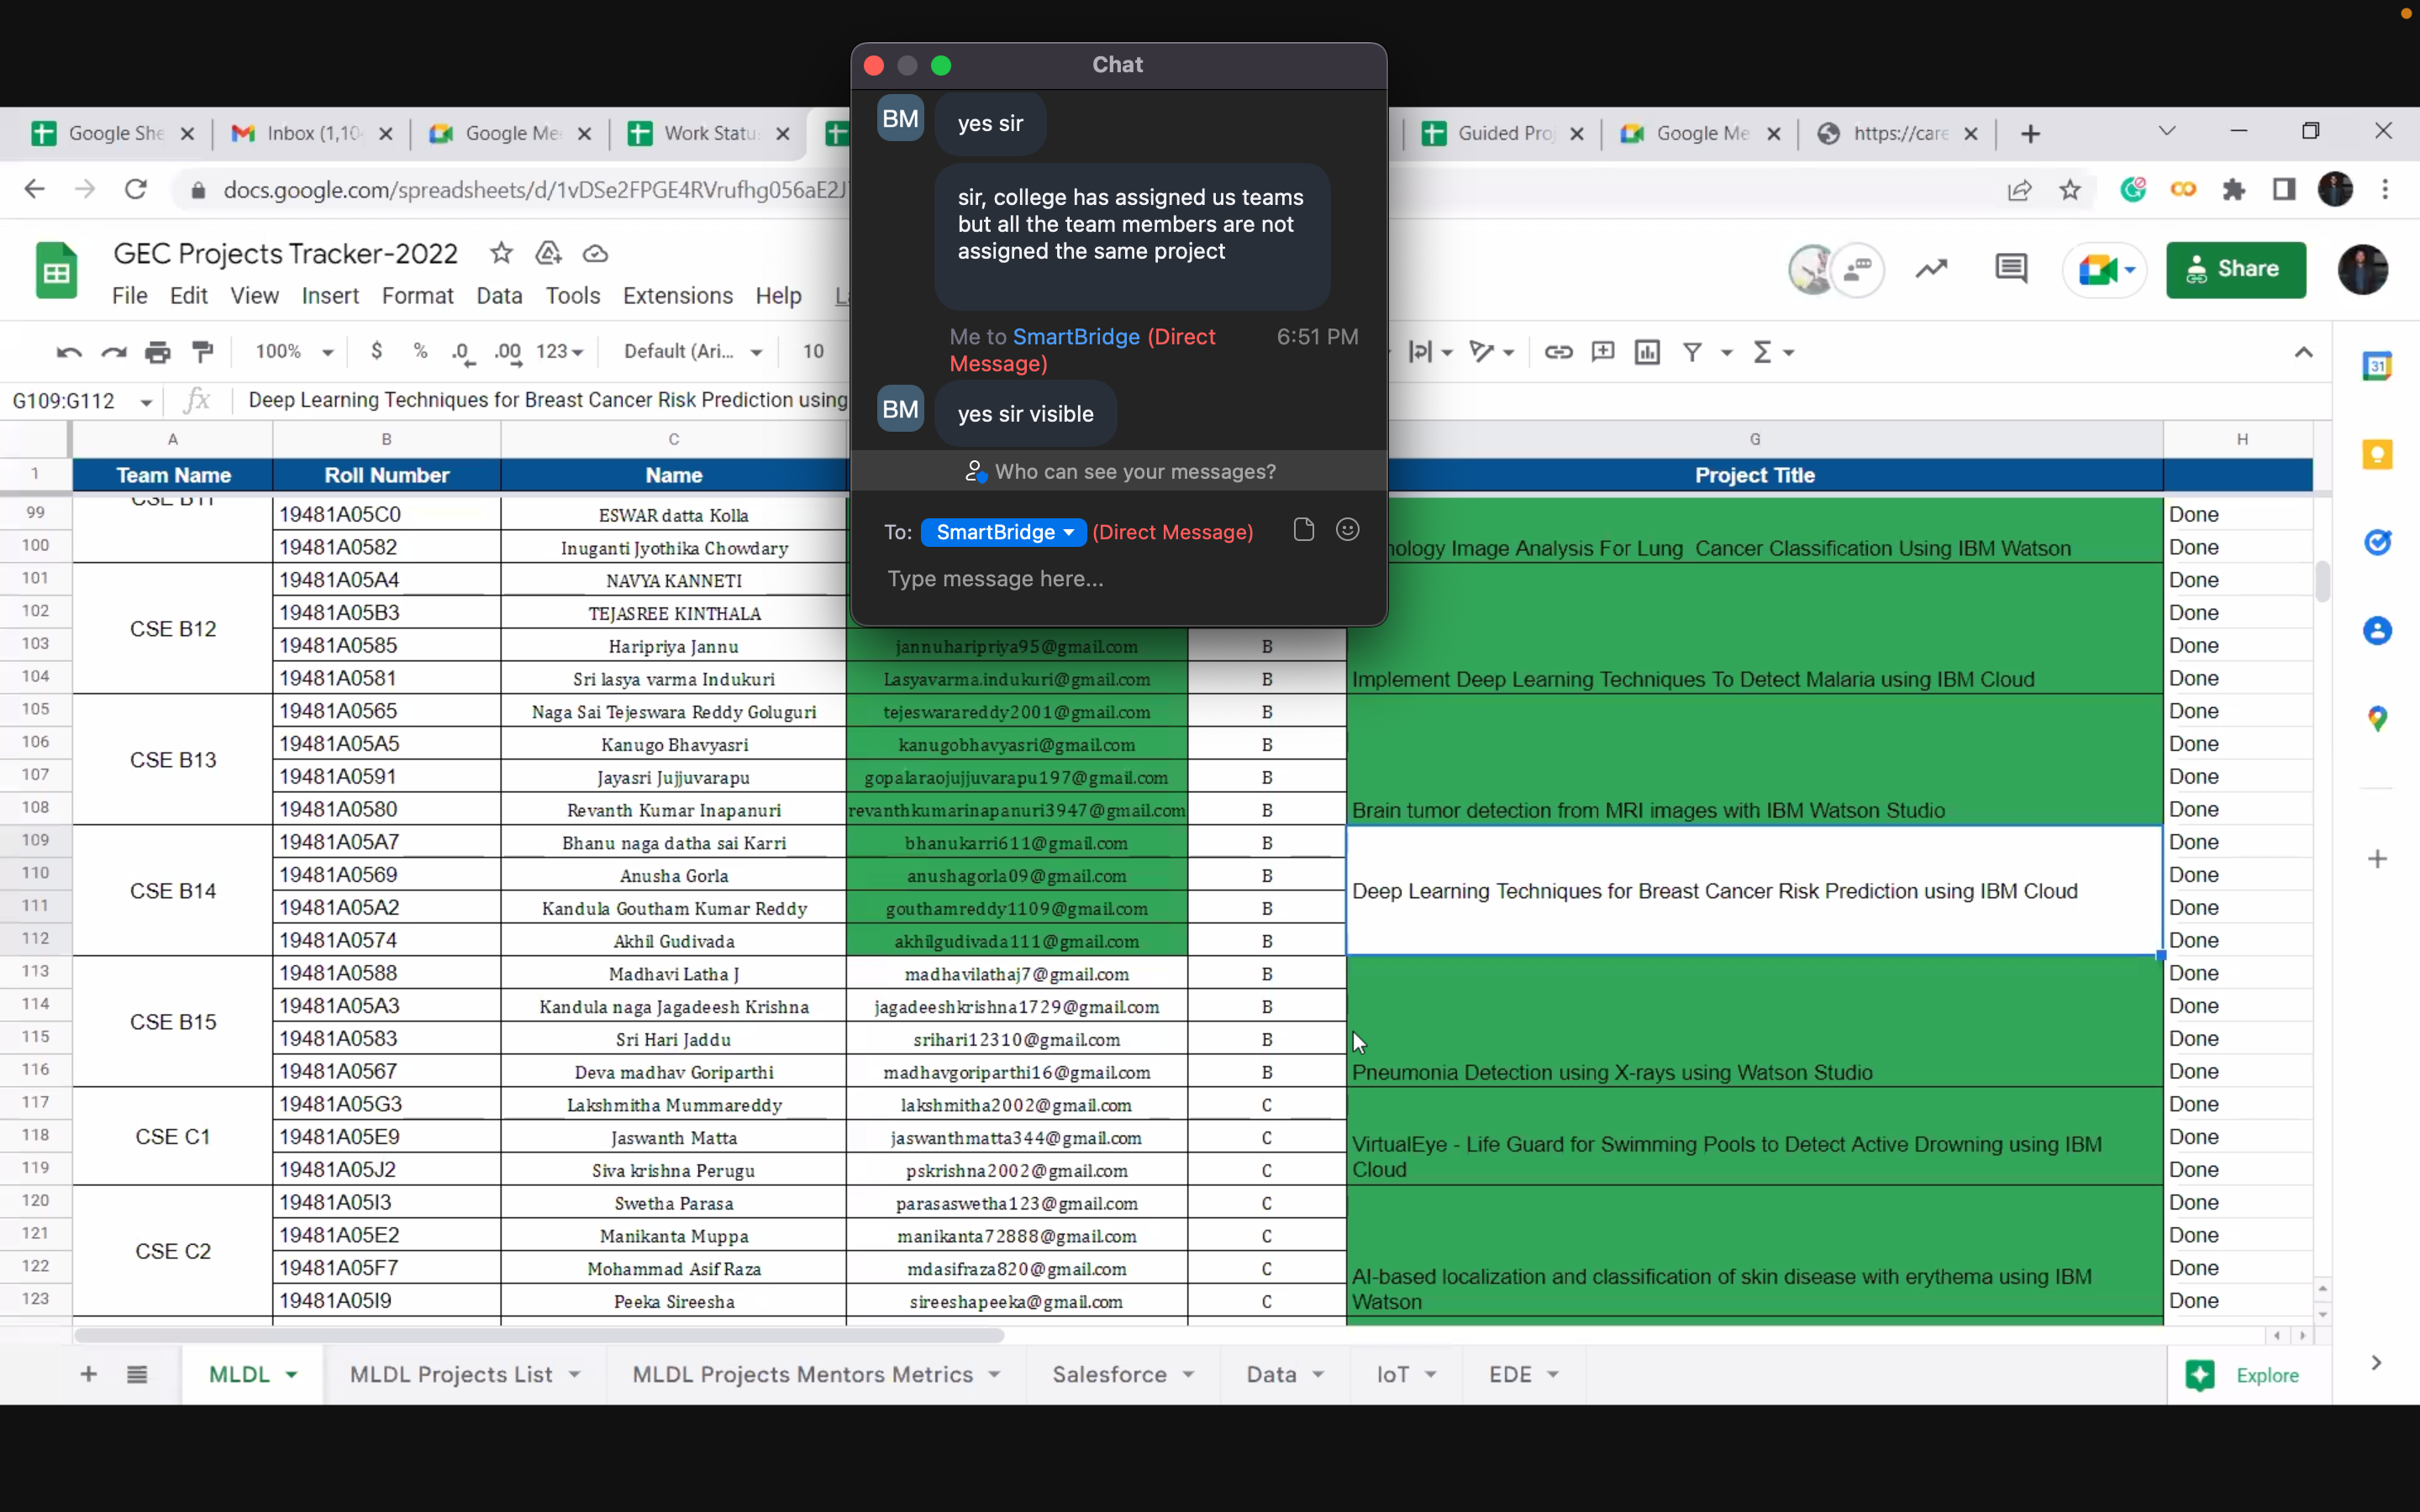 Chat
BM
yes sir
sir, college has assigned us teams
but all the team members are not
assigned the same project
Me to SmartBridge (Direct
Message)
6:51 PM
BM
yes sir visible
Who can see your messages?
To: SmartBridge (Direct Message)
Type message here...
Google She
Inbox (1,10
Google Me
Work Statu
Guided Pro
Google Me
https://care
docs.google.com/spreadsheets/d/1vDSe2FPGE4RVrufhg056aE2J
GEC Projects Tracker-2022
Share
File Edit View Insert Format Data Tools Extensions Help
100% $ % .0 .00 123 Default (Ari... 10
31
G109:G112 fx Deep Learning Techniques for Breast Cancer Risk Prediction using
A B C G H
1 Team Name Roll Number Name Project Title
CSE B11
99 19481A05C0 ESWAR datta Kolla Done
100 19481A0582 Inuganti Jyothika Chowdary Image Analysis For Lung Cancer Classification Using IBM Watson Done
101 19481A05A4 NAVYA KANNETI Done
102 19481A05B3 TEJASREE KINTHALA Done
CSE B12
103 19481A0585 Haripriya Jannu jannuharipriya95@gmail.com B Done
104 19481A0581 Sri lasya varma Indukuri Lasyavarma.indukuri@gmail.com B Implement Deep Learning Techniques To Detect Malaria using IBM Cloud Done
105 19481A0565 Naga Sai Tejeswara Reddy Goluguri tejeswarareddy2001@gmail.com B Done
106 19481A05A5 Kanugo Bhavyasri kanugobhavyasri@gmail.com B Done
CSE B13
107 19481A0591 Jayasri Jujjuvarapu gopalaraojujjuvarapu197@gmail.com B Done
108 19481A0580 Revanth Kumar Inapanuri revanthkumarinapanuri3947@gmail.com B Brain tumor detection from MRI images with IBM Watson Studio Done
109 19481A05A7 Bhanu naga datha sai Karri bhanukarri611@gmail.com B Done
110 19481A0569 Anusha Gorla anushagorla09@gmail.com B Done
CSE B14 Deep Learning Techniques for Breast Cancer Risk Prediction using IBM Cloud
111 19481A05A2 Kandula Goutham Kumar Reddy gouthamreddy1109@gmail.com B Done
112 19481A0574 Akhil Gudivada akhilgudivada111@gmail.com B Done
113 19481A0588 Madhavi Latha J madhavilathaj7@gmail.com B Done
114 19481A05A3 Kandula naga Jagadeesh Krishna jagadeeshkrishna1729@gmail.com B Done
CSE B15
115 19481A0583 Sri Hari Jaddu srihari12310@gmail.com B Done
116 19481A0567 Deva madhav Goriparthi madhavgoriparthi16@gmail.com B Pneumonia Detection using X-rays using Watson Studio Done
117 19481A05G3 Lakshmitha Mummareddy lakshmitha2002@gmail.com C Done
118 CSE C1 19481A05E9 Jaswanth Matta jaswanthmatta344@gmail.com C VirtualEye - Life Guard for Swimming Pools to Detect Active Drowning using IBM Done
119 19481A05J2 Siva krishna Perugu pskrishna2002@gmail.com C Cloud Done
120 19481A05I3 Swetha Parasa parasaswetha123@gmail.com C Done
121 19481A05E2 Manikanta Muppa manikanta72888@gmail.com C Done
CSE C2
122 19481A05F7 Mohammad Asif Raza mdasifraza820@gmail.com C AI-based localization and classification of skin disease with erythema using IBM Done
123 19481A05I9 Peeka Sireesha sireeshapeeka@gmail.com C Watson Done
MLDL MLDL Projects List MLDL Projects Mentors Metrics Salesforce Data IoT EDE Explore